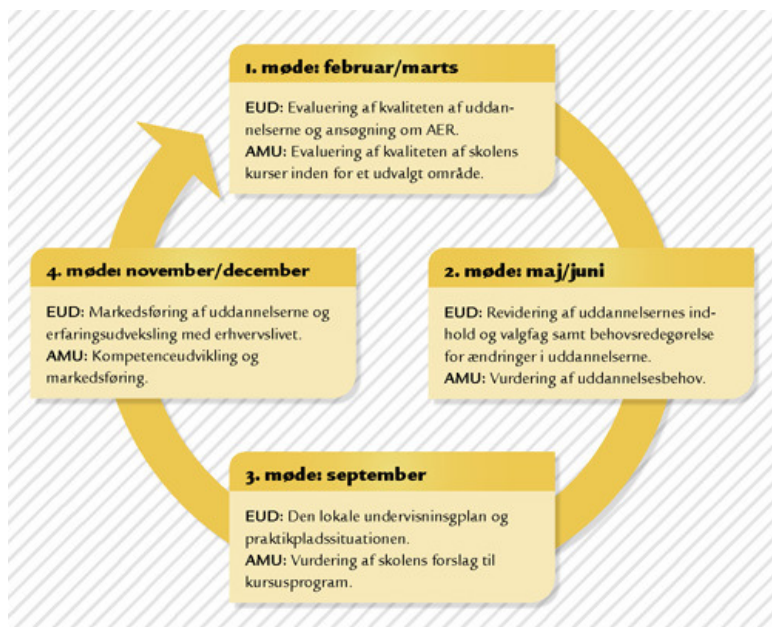 1. møde: februar/marts
EUD: Evaluering af kvaliteten af uddan-
nelserne og ansøgning om AER.
AMU: Evaluering af kvaliteten af skolens
kurser inden for et udvalgt område.
2. møde: maj/juni
EUD: Revidering af uddannelsernes ind-
hold og valgfag samt behovsredegørelse
for ændringer i uddannelserne.
AMU: Vurdering af uddannelsesbehov.
3. møde: september
EUD: Den lokale undervisninsgplan og
praktikpladssituationen.
AMU: Vurdering af skolens forslag til
kursusprogram.
4. møde: november/december
EUD: Markedsføring af uddannelserne og
erfaringsudveksling med erhvervslivet.
AMU: Kompetenceudvikling og
markedsføring.